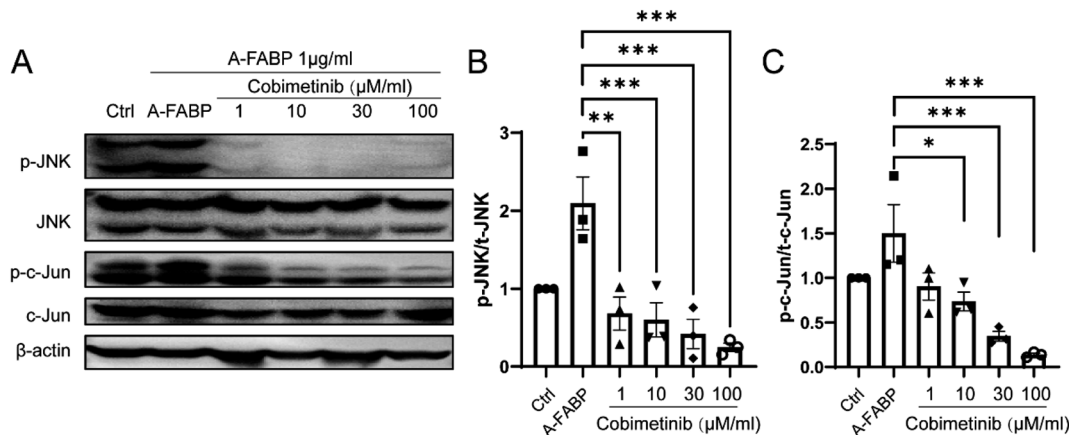 A
A-FABP 1μg/ml
Cobimetinib (μM/ml)
Ctrl A-FABP 1 10 30 100
p-JNK
JNK
p-c-Jun
c-Jun
β-actin
B
***
***
***
**
p-JNK/t-JNK
3
2
1
0
Ctrl
A-FABP
1 10 30 100
Cobimetinib (μM/ml)
C
***
***
*
p-c-Jun/t-c-Jun
2.5
2.0
1.5
1.0
0.5
0.0
Ctrl
A-FABP
1 10 30 100
Cobimetinib (μM/ml)